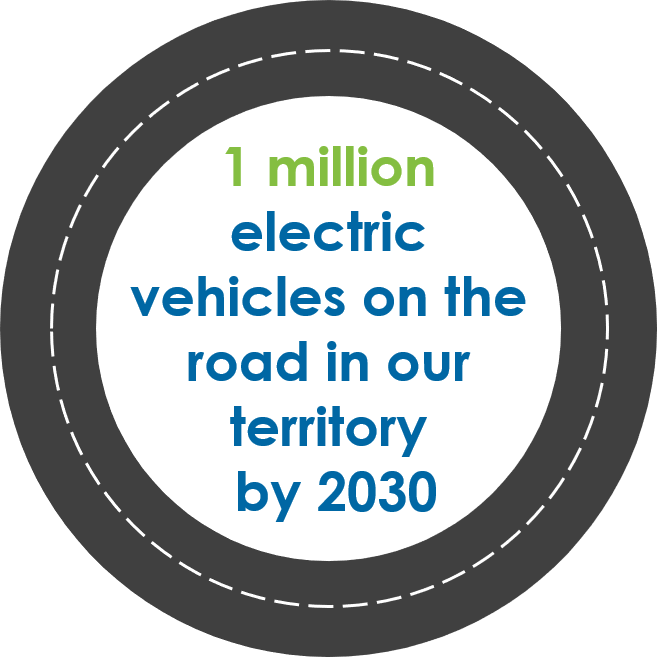 1 million
electric
vehicles on the
road in our
territory
by 2030